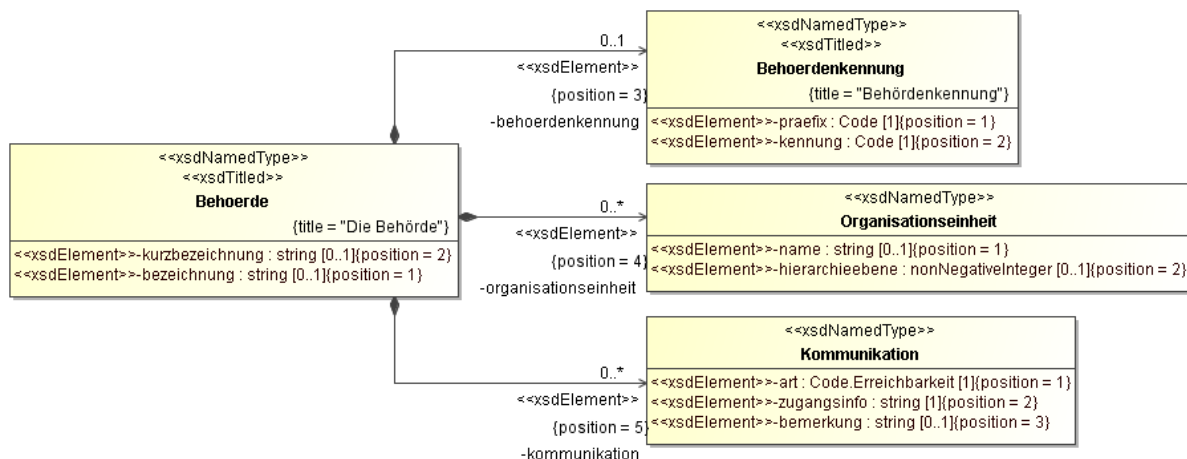 <<xsdNamedType>>
<<xsdTitled>>
Behoerde
{title = "Die Behörde"}
<<xsdElement>>-kurzbezeichnung : string [0..1]{position = 2}
<<xsdElement>>-bezeichnung : string [0..1]{position = 1}
0..1
<<xsdElement>>
{position = 3}
-behoerdenkennung
<<xsdNamedType>>
<<xsdTitled>>
Behoerdenkennung
{title = "Behördenkennung"}
<<xsdElement>>-praefix : Code [1]{position = 1}
<<xsdElement>>-kennung : Code [1]{position = 2}
0..*
<<xsdElement>>
{position = 4}
-organisationseinheit
<<xsdNamedType>>
Organisationseinheit
<<xsdElement>>-name : string [0..1]{position = 1}
<<xsdElement>>-hierarchieebene : nonNegativeInteger [0..1]{position = 2}
0..*
<<xsdElement>>
{position = 5}
-kommunikation
<<xsdNamedType>>
Kommunikation
<<xsdElement>>-art : Code.Erreichbarkeit [1]{position = 1}
<<xsdElement>>-zugangsinfo : string [1]{position = 2}
<<xsdElement>>-bemerkung : string [0..1]{position = 3}